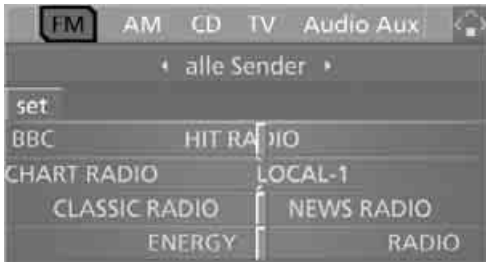 FM AM CD TV Audio Aux
alle Sender
set
BBC HIT RADIO
CHART RADIO LOCAL-1
CLASSIC RADIO NEWS RADIO
ENERGY RADIO